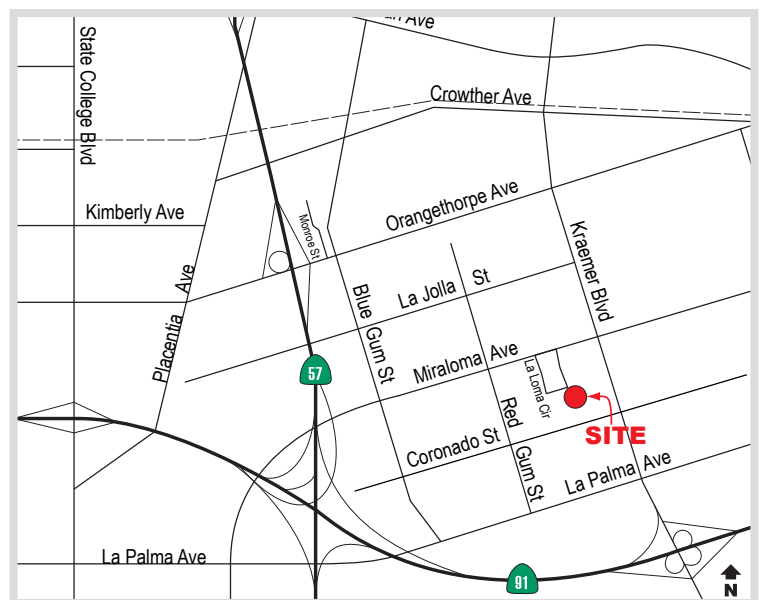 Ave
State College Blvd
Crowther Ave
Kimberly Ave
Orangethorpe Ave
Monroe St
Kraemer Blvd
Placentia Ave
La Jolla St
Blue Gum St
Miraloma Ave
57
La Loma Cir
Red Gum St
SITE
Coronado St
La Palma Ave
La Palma Ave
91
N